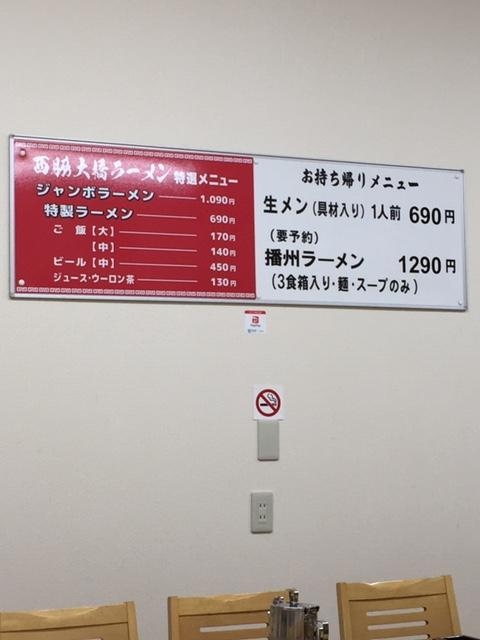 西脇大橋ラーメン 特選メニュー
ジャンボラーメン 1.090円
特製ラーメン 690円
ご飯【大】 170円
【中】 140円
ビール【中】 450円
ジュース・ウーロン茶 130円
お持ち帰りメニュー
生メン(具材入り) 1人前 690円
(要予約)
播州ラーメン 1290円
(3食箱入り・麺・スープのみ)